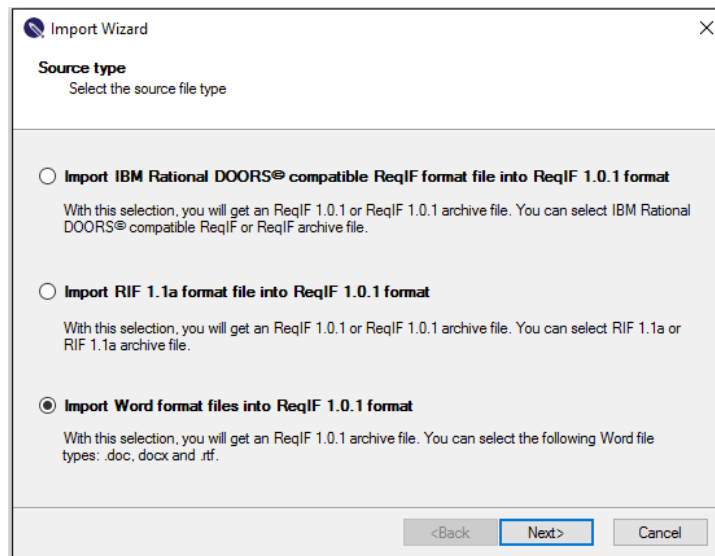 Import Wizard
Source type
Select the source file type
Import IBM Rational DOORS® compatible ReqIF format file into ReqIF 1.0.1 format
With this selection, you will get an ReqIF 1.0.1 or ReqIF 1.0.1 archive file. You can select IBM Rational
DOORS® compatible ReqIF or ReqIF archive file.
Import RIF 1.1a format file into ReqIF 1.0.1 format
With this selection, you will get an ReqIF 1.0.1 or ReqIF 1.0.1 archive file. You can select RIF 1.1a or
RIF 1.1a archive file.
Import Word format files into ReqIF 1.0.1 format
With this selection, you will get an ReqIF 1.0.1 archive file. You can select the following Word file
types: .doc, docx and .rtf.
<Back Next> Cancel